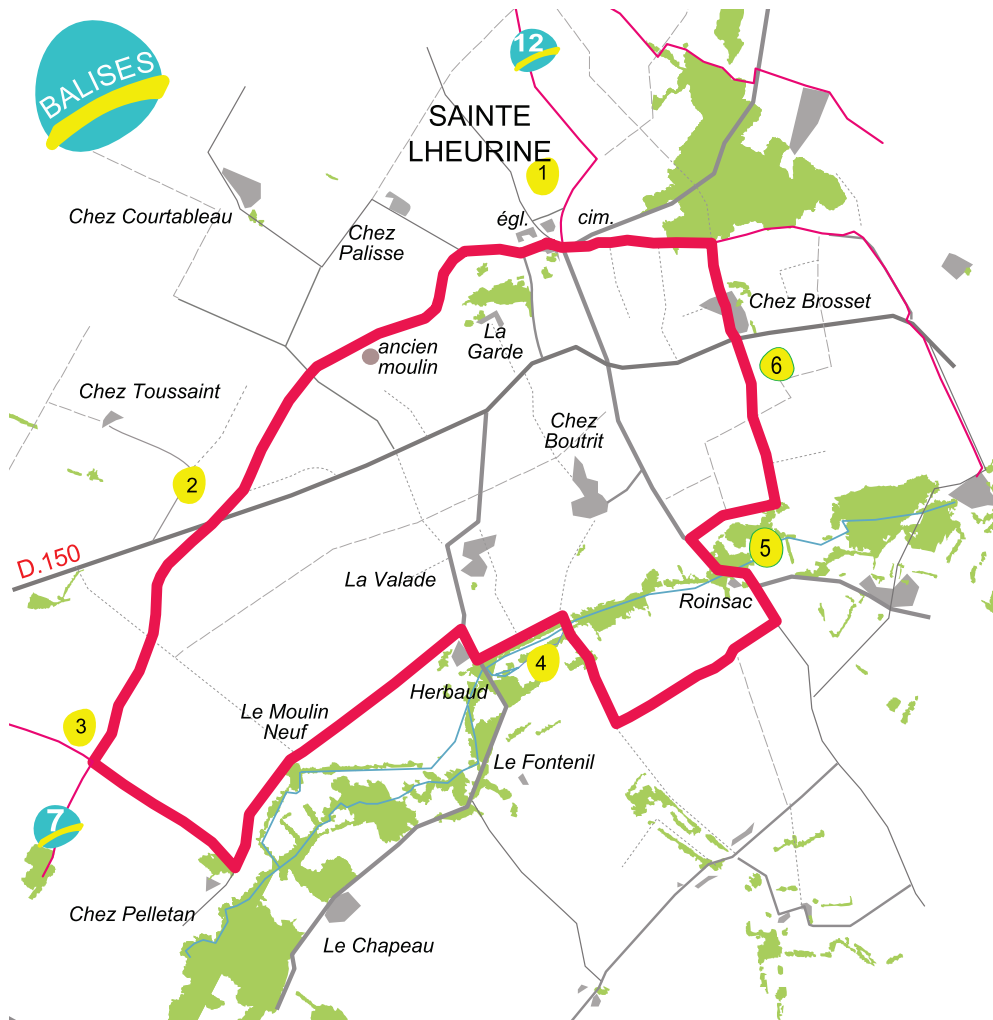 BALISES
12
SAINTE
LHEURINE
1
égl.
cim.
Chez Courtableau
Chez
Palisse
Chez Brosset
La
Garde
ancien
moulin
6
Chez Toussaint
Chez
Boutrit
2
D.150
5
La Valade
Roinsac
4
Herbaud
Le Moulin
Neuf
3
Le Fontenil
7
Chez Pelletan
Le Chapeau